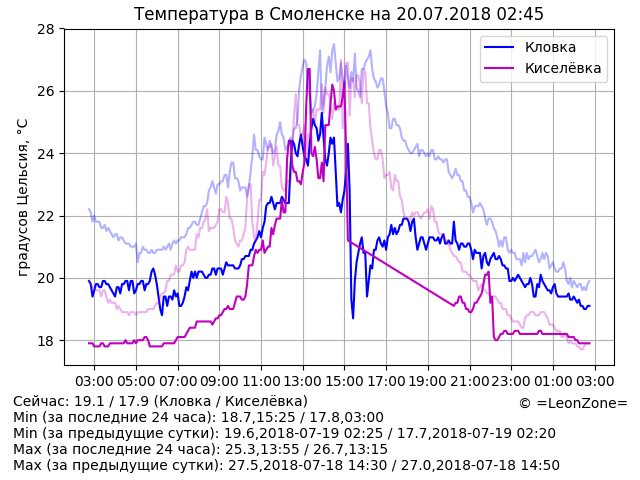 Температура в Смоленске на 20.07.2018 02:45
28
26
24
22
20
18
градусов Цельсия, °C
Кловка
Киселёвка
03:00 05:00 07:00 09:00 11:00 13:00 15:00 17:00 19:00 21:00 23:00 01:00 03:00
Сейчас: 19.1 / 17.9 (Кловка / Киселёвка)
© =LeonZone=
Min (за последние 24 часа): 18.7,15:25 / 17.8,03:00
Min (за предыдущие сутки): 19.6,2018-07-19 02:25 / 17.7,2018-07-19 02:20
Max (за последние 24 часа): 25.3,13:55 / 26.7,13:15
Max (за предыдущие сутки): 27.5,2018-07-18 14:30 / 27.0,2018-07-18 14:50